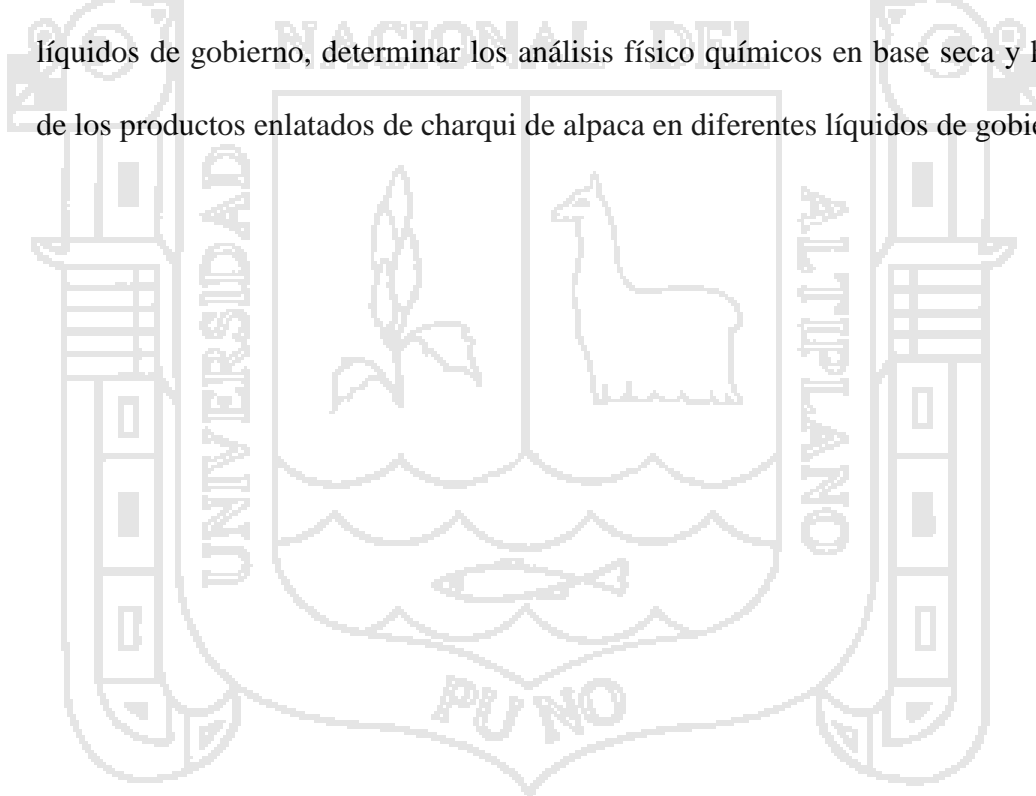 NACIONAL DEL
líquidos de gobierno, determinar los análisis físico químicos en base seca y
de los productos enlatados de charqui de alpaca en diferentes líquidos de
UNIVERSIDAD
ALTIPLANO
PUNO